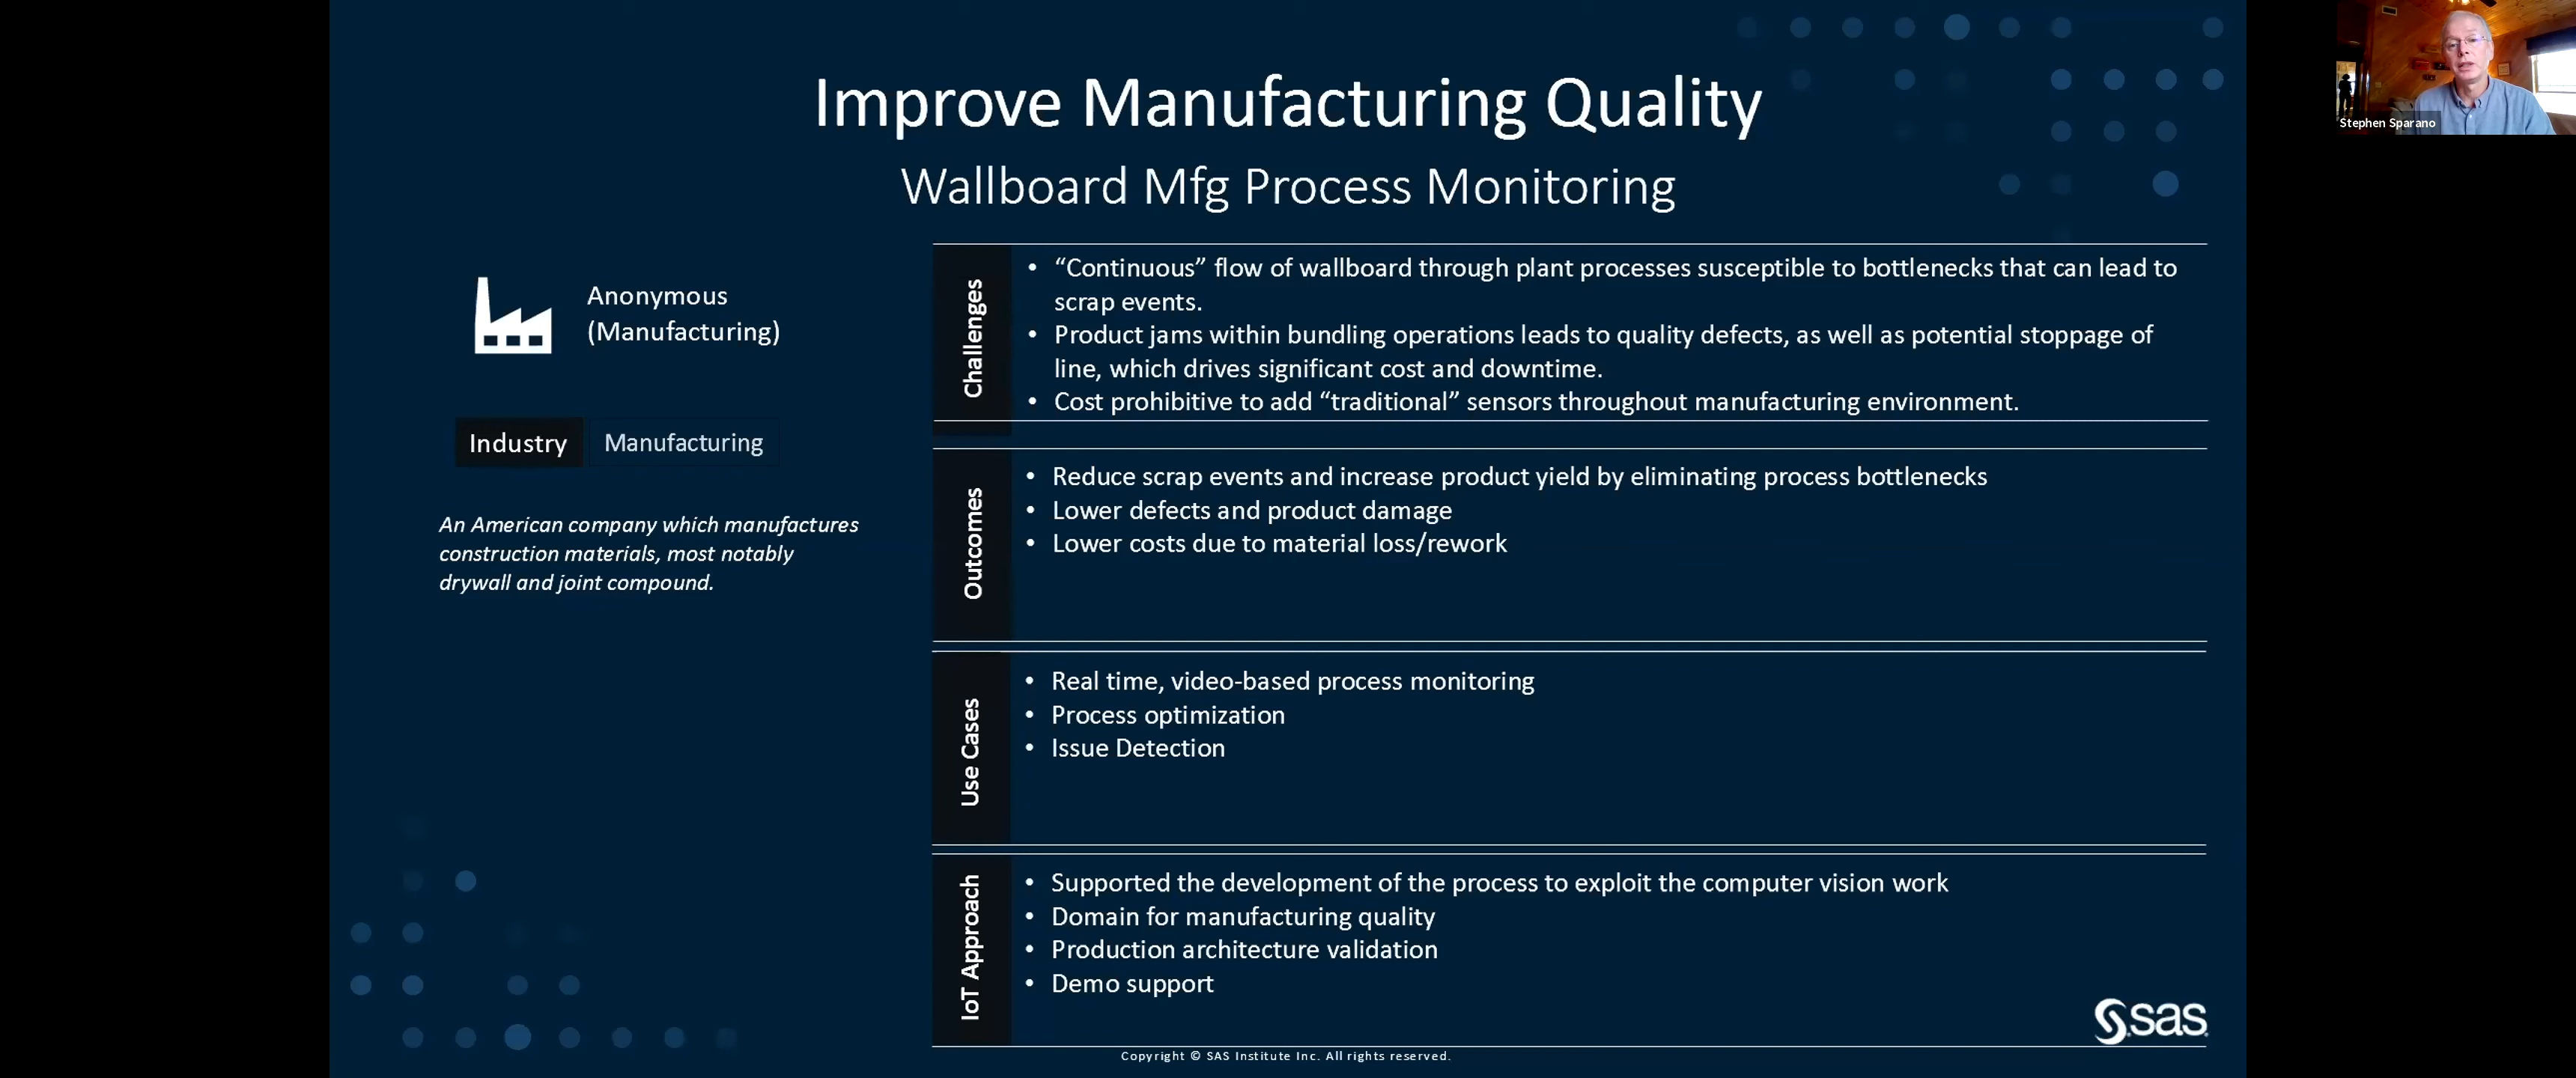 Improve Manufacturing Quality
Wallboard Mfg Process Monitoring
Stephen Sparano
Anonymous
(Manufacturing)
Industry
Manufacturing
An American company which manufactures
construction materials, most notably
drywall and joint compound.
Challenges
• “Continuous” flow of wallboard through plant processes susceptible to bottlenecks that can lead to
scrap events.
• Product jams within bundling operations leads to quality defects, as well as potential stoppage of
line, which drives significant cost and downtime.
• Cost prohibitive to add “traditional” sensors throughout manufacturing environment.
Outcomes
• Reduce scrap events and increase product yield by eliminating process bottlenecks
• Lower defects and product damage
• Lower costs due to material loss/rework
Use Cases
• Real time, video-based process monitoring
• Process optimization
• Issue Detection
IoT Approach
• Supported the development of the process to exploit the computer vision work
• Domain for manufacturing quality
• Production architecture validation
• Demo support
sas
Copyright © SAS Institute Inc. All rights reserved.